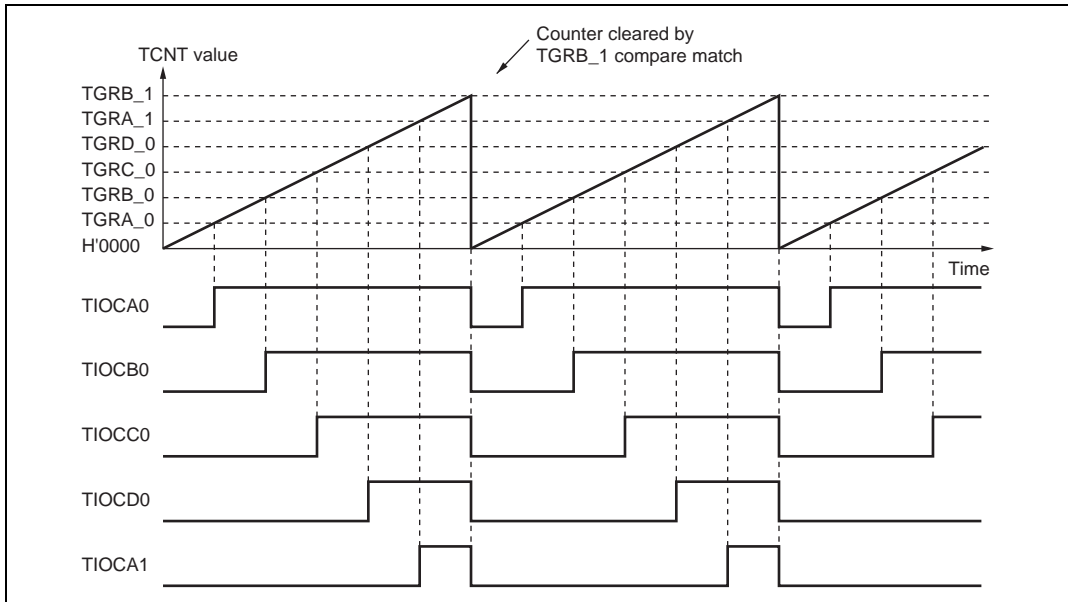 Counter cleared by
TGRB_1 compare match
TCNT value
TGRB_1
TGRA_1
TGRD_0
TGRC_0
TGRB_0
TGRA_0
H'0000
Time
TIOCA0
TIOCB0
TIOCC0
TIOCD0
TIOCA1